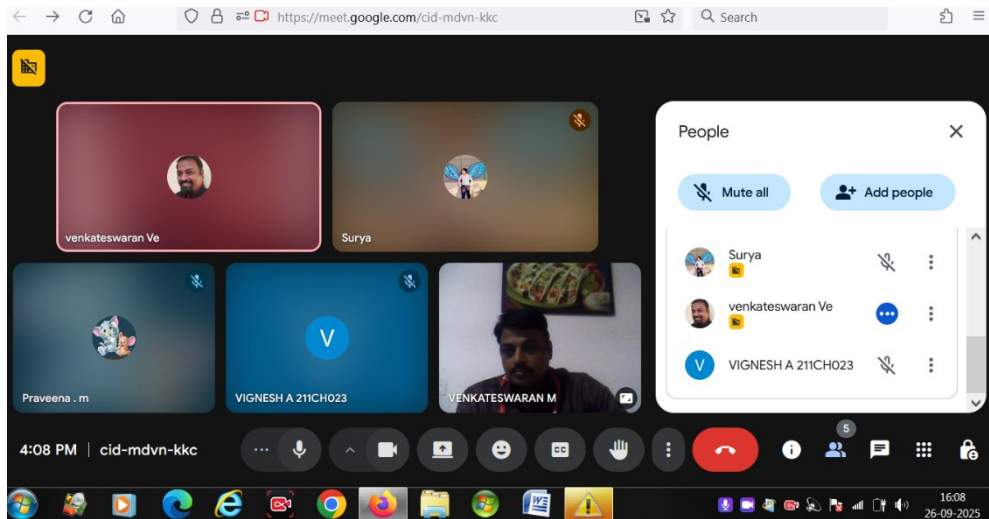 https://meet.google.com/cid-mdvn-kkc
Search
venkateswaran Ve
Surya
Praveena . m
V
VIGNESH A 211CH023
VENKATESWARAN M
People
Mute all
Add people
Surya
venkateswaran Ve
V
VIGNESH A 211CH023
4:08 PM | cid-mdvn-kkc
CC
5
16:08
26-09-2025